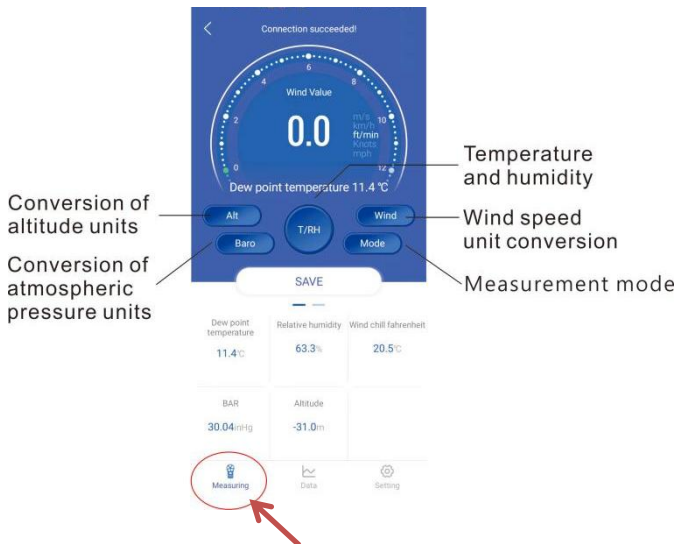 Connection succeeded!
0
2
4
6
8
10
12
Wind Value
0.0
m/s
km/h
ft/min
Knots
mph
Dew point temperature 11.4 ℃
Alt
Baro
T/RH
Wind
Mode
SAVE
Conversion of
altitude units
Conversion of
atmospheric
pressure units
Temperature
and humidity
Wind speed
unit conversion
Measurement mode
Dew point
temperature
11.4℃
Relative humidity
63.3%
Wind chill fahrenheit
20.5℃
BAR
30.04inHg
Altitude
-31.0m
Measuring
Data
Setting